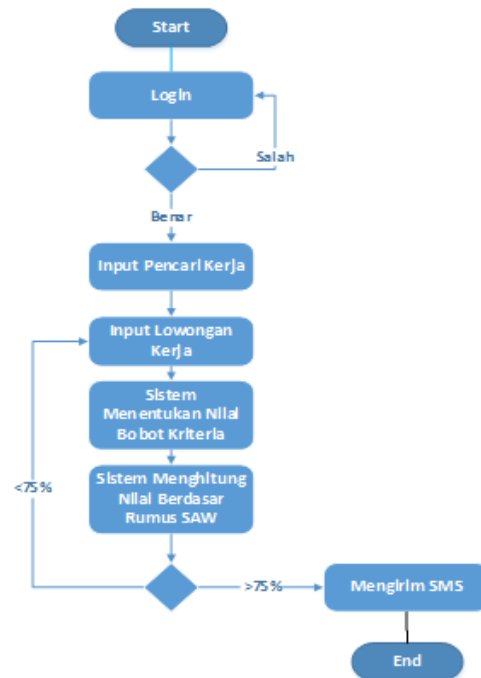 Start
Login
Salah
Benar
Input Pencari Kerja
Input Lowongan
Kerja
Sistem
Menentukan Nilai
Bobot Kriteria
Sistem Menghitung
Nilai Berdasar
Rumus SAW
<75%
>75%
Mengirim SMS
End